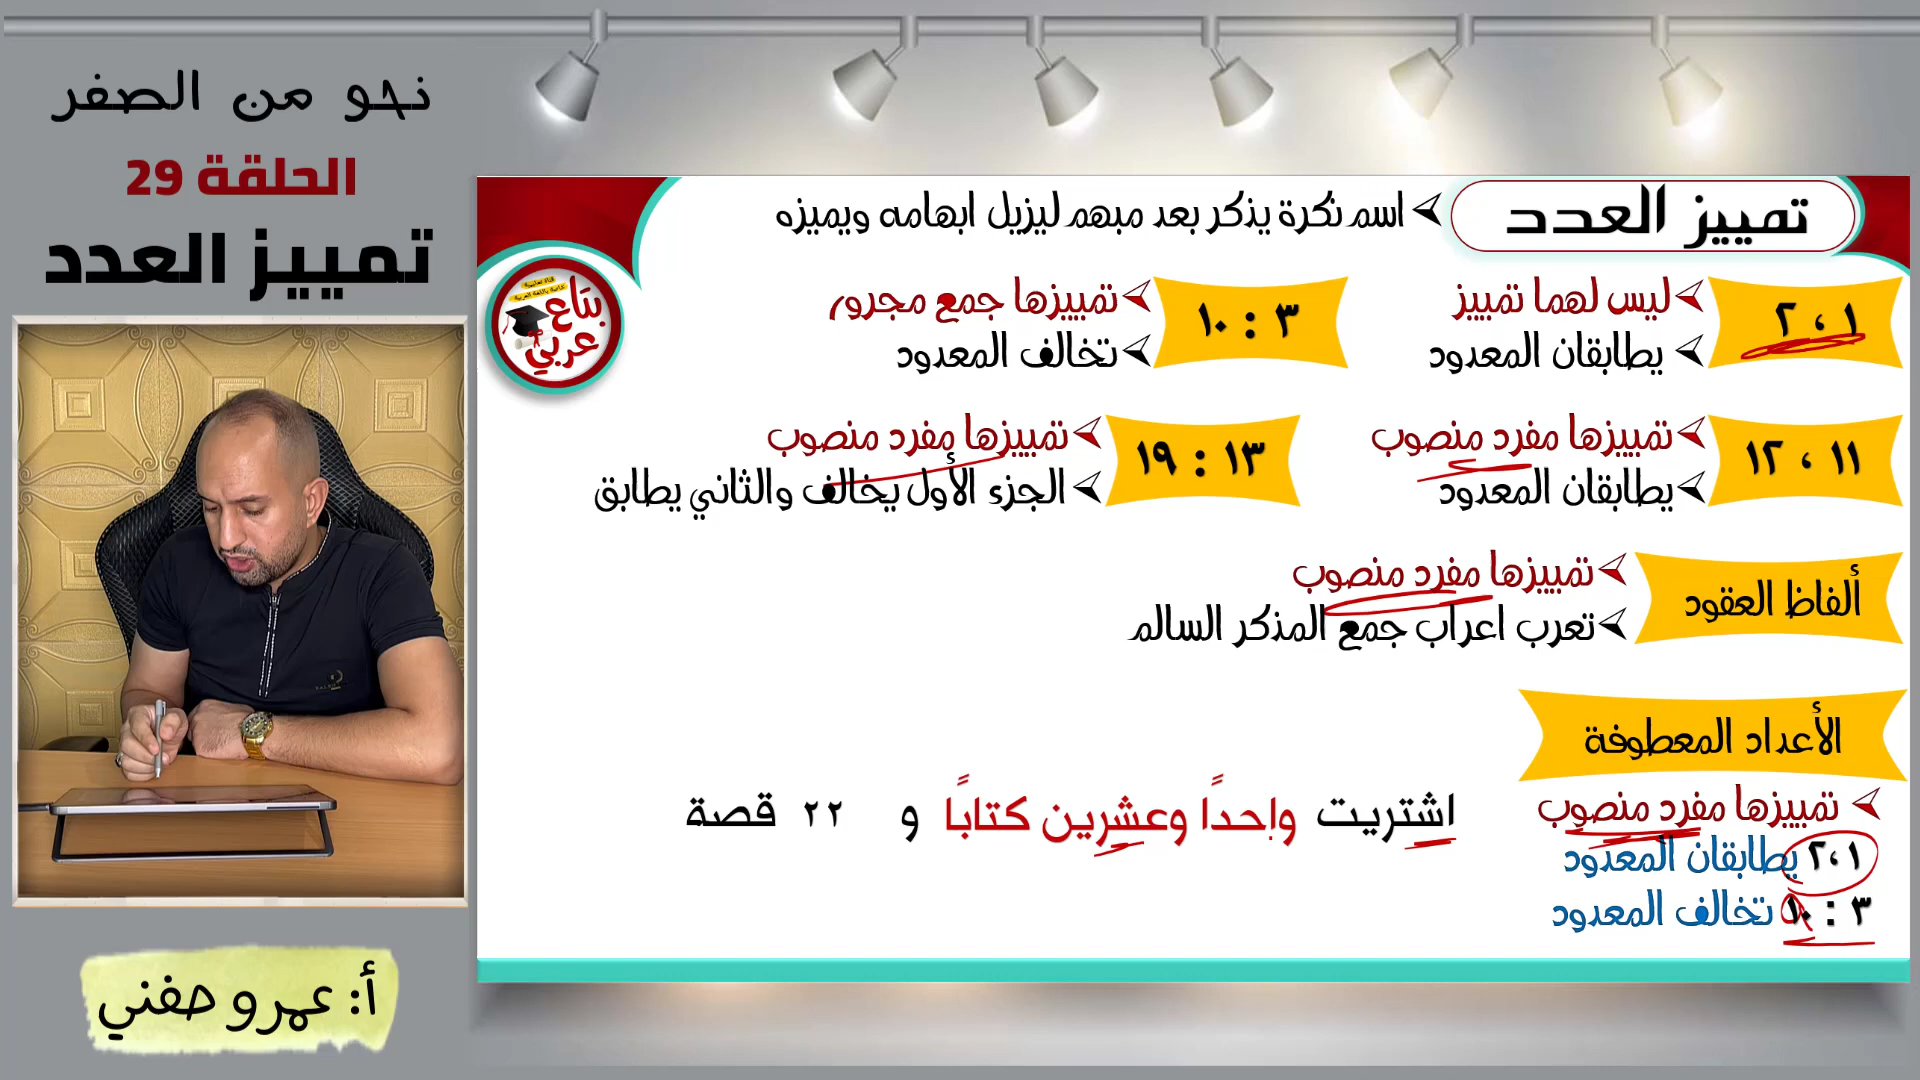 نحو من الصفر
الحلقة 29
تمييز العدد
أ: عمرو حفني
تمييز العدد
اسم نكرة يذكر بعد مبهم ليزيل ابهامه ويميزه
بتاع عربي
١ ، ٢
ليس لهما تمييز
يطابقان المعدود
٣ : ١٠
تمييزها جمع مجرور
تخالف المعدود
١١ ، ١٢
تمييزها مفرد منصوب
يطابقان المعدود
١٣ : ١٩
تمييزها مفرد منصوب
الجزء الأول يخالف والثاني يطابق
ألفاظ العقود
تمييزها مفرد منصوب
تعرب اعراب جمع المذكر السالم
الأعداد المعطوفة
تمييزها مفرد منصوب
١،٢ يطابقان المعدود
٣ : ١٠ تخالف المعدود
اشتريت واحدًا وعشرين كتابًا و ٢٢ قصة